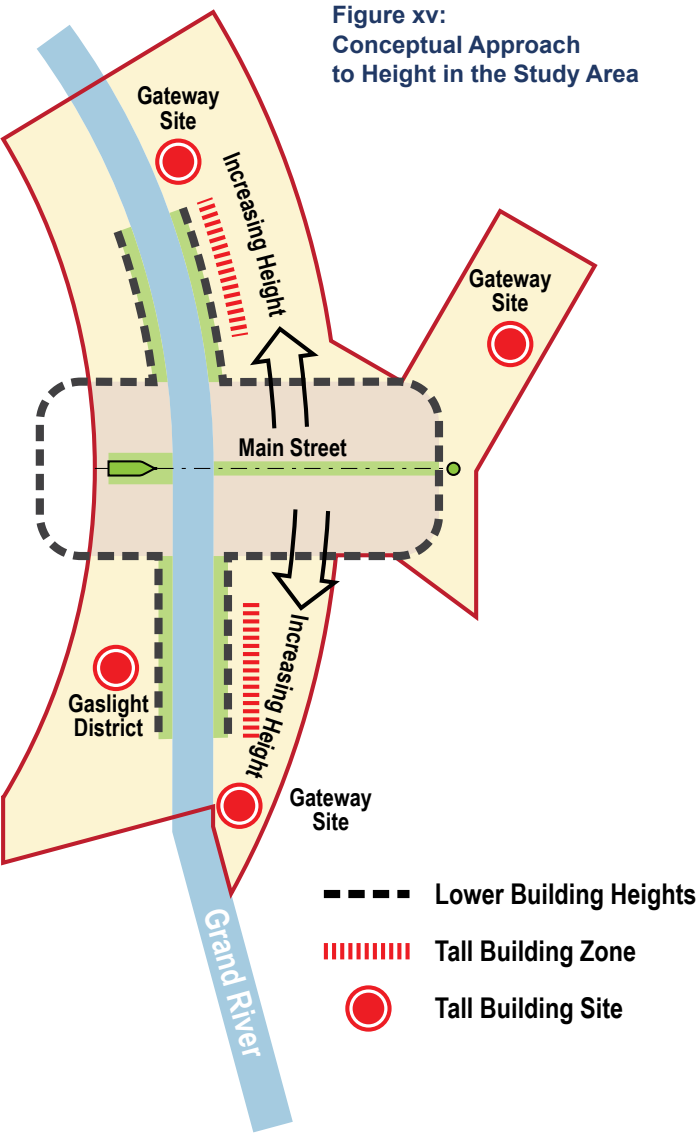 Figure xv:
Conceptual Approach
to Height in the Study Area
Gateway
Site
Increasing Height
Gateway
Site
Main Street
Increasing Height
Gaslight
District
Gateway
Site
Grand River
Lower Building Heights
Tall Building Zone
Tall Building Site